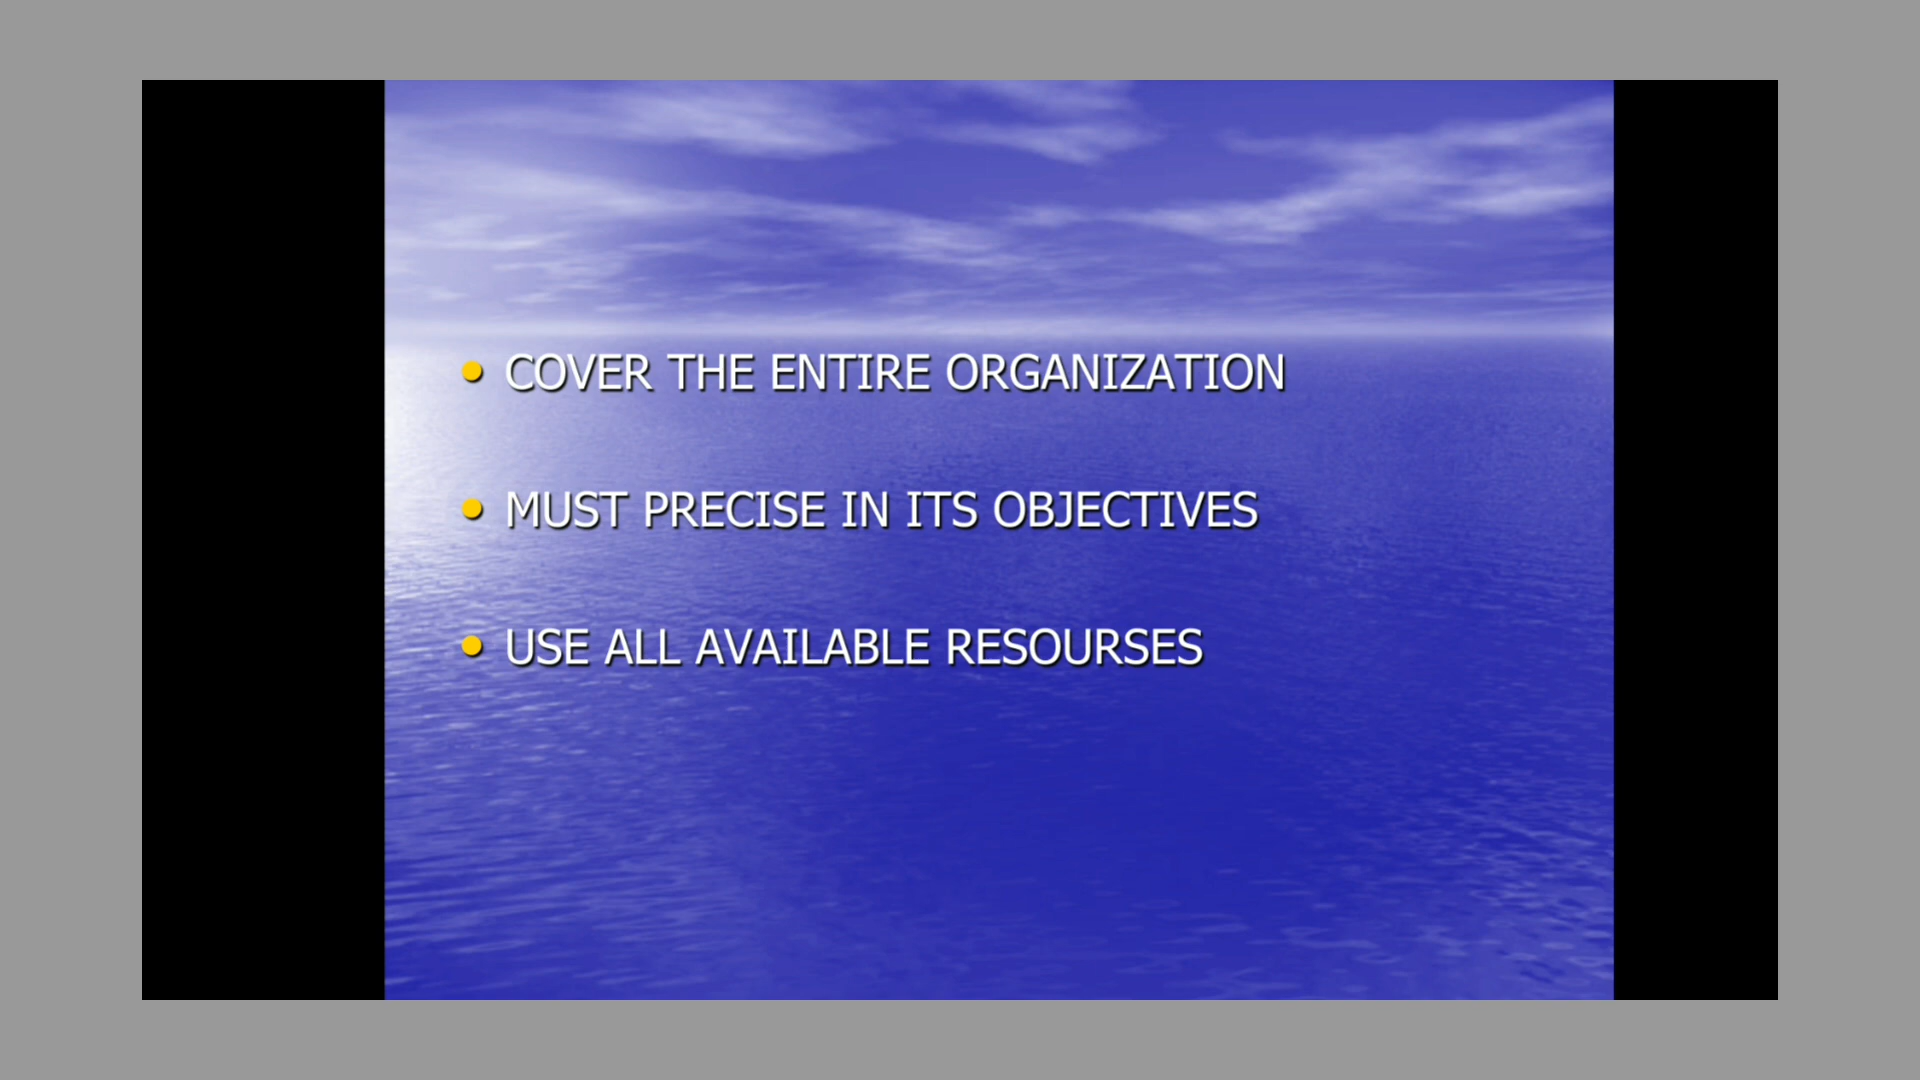 • COVER THE ENTIRE ORGANIZATION
• MUST PRECISE IN ITS OBJECTIVES
• USE ALL AVAILABLE RESOURSES